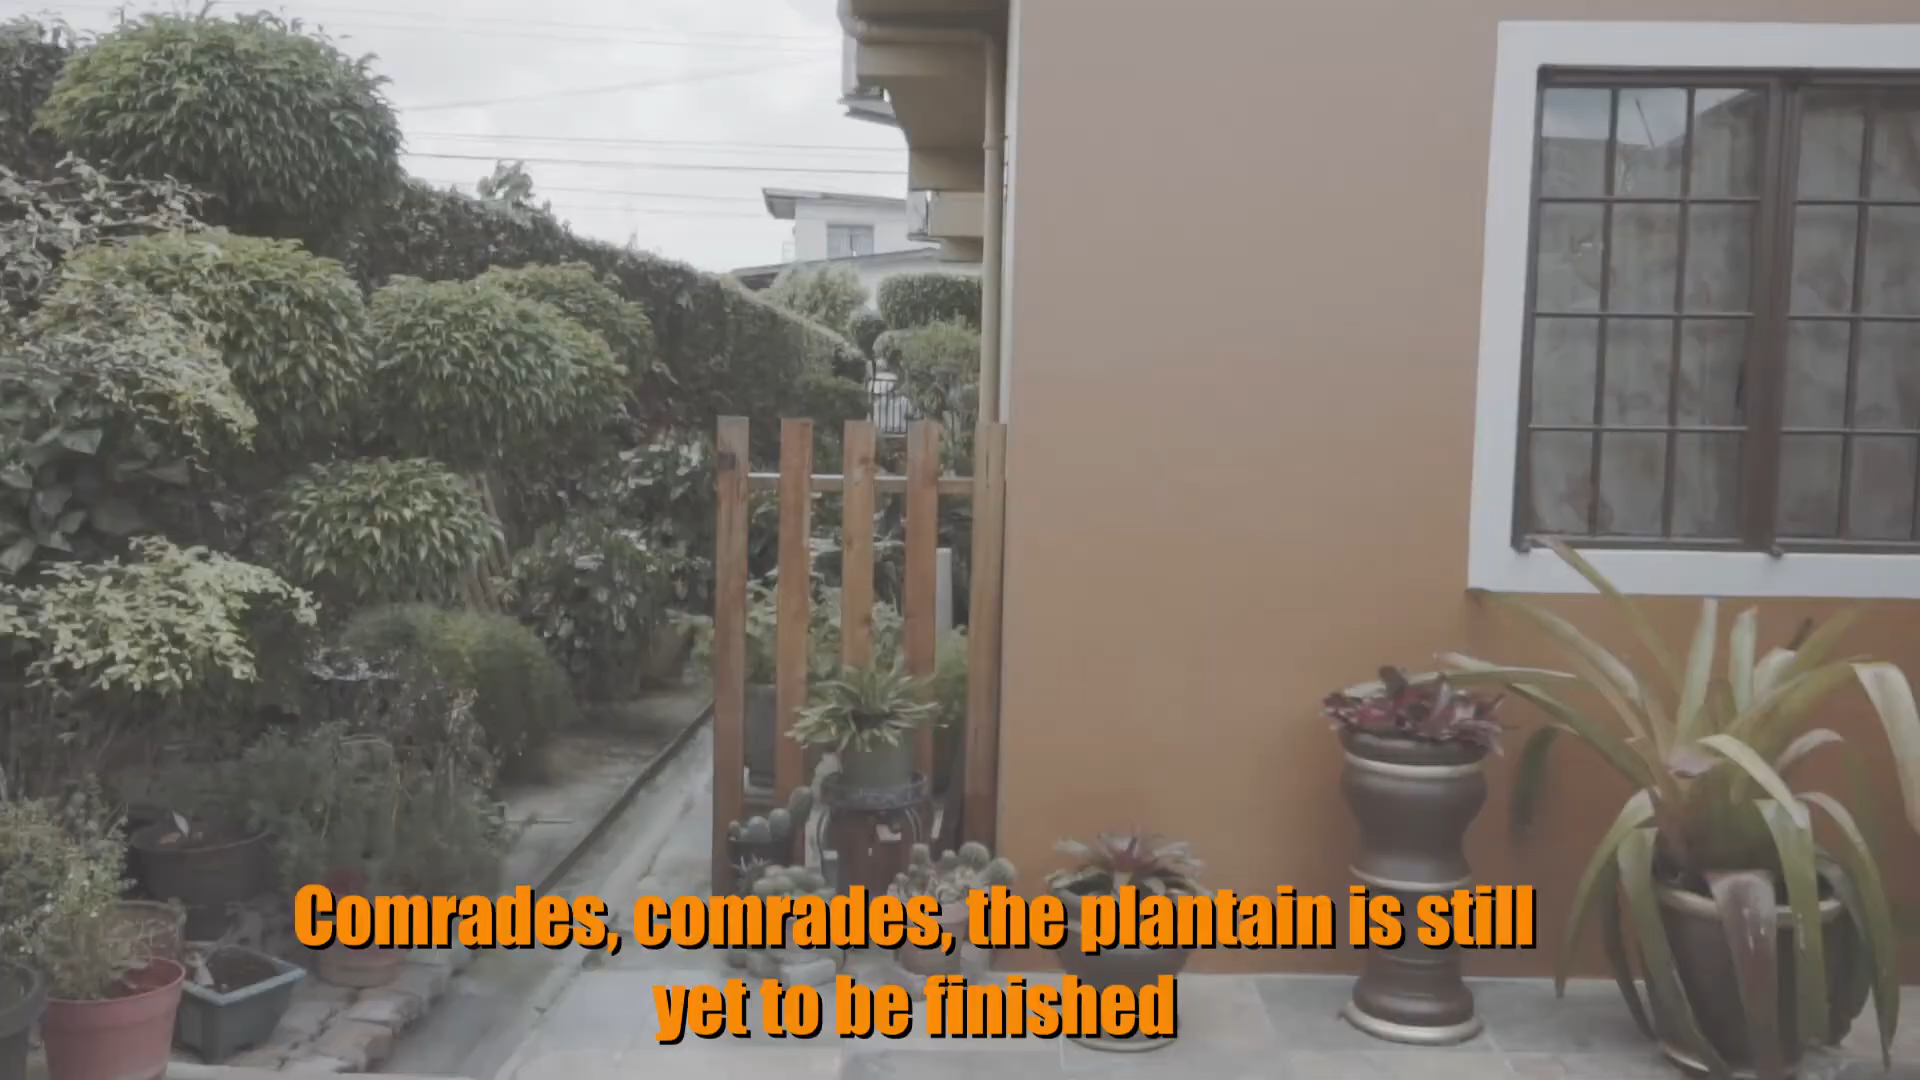 Comrades, comrades, the plantain is still
yet to be finished